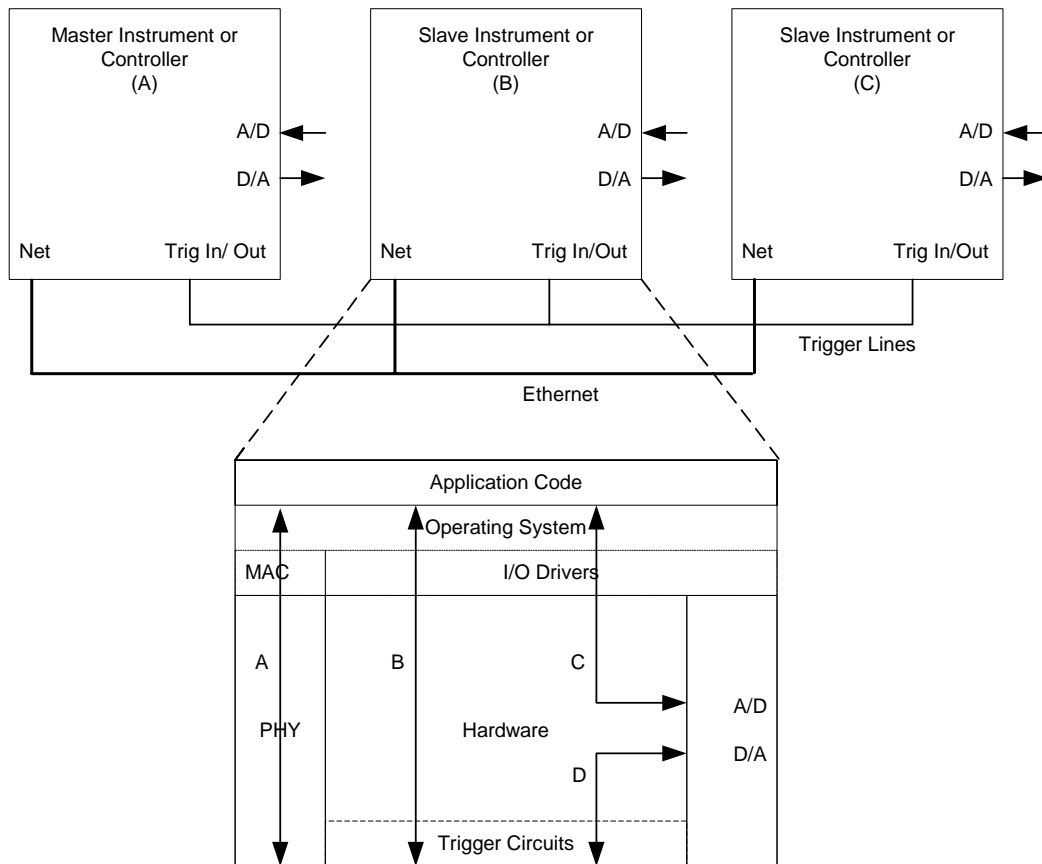 Master Instrument or
Controller
(A)
A/D
D/A
Net
Trig In/ Out
Slave Instrument or
Controller
(B)
A/D
D/A
Net
Trig In/Out
Slave Instrument or
Controller
(C)
A/D
D/A
Net
Trig In/Out
Trigger Lines
Ethernet
Application Code
Operating System
MAC
I/O Drivers
A
B
C
A/D
PHY
Hardware
D/A
D
Trigger Circuits